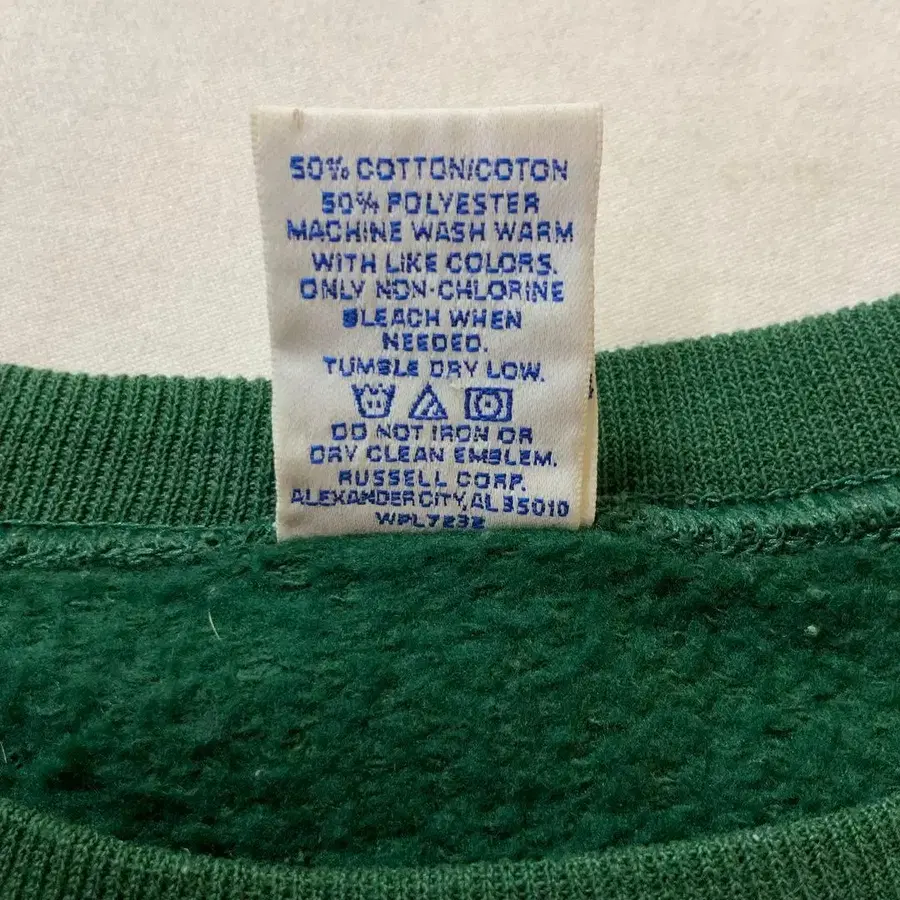 50% COTTON/COTON
50% POLYESTER
MACHINE WASH WARM
WITH LIKE COLORS.
ONLY NON-CHLORINE
BLEACH WHEN
NEEDED.
TUMBLE DRY LOW.
DO NOT IRON OR
DRY CLEAN EMBLEM.
RUSSELL CORP.
ALEXANDER CITY, AL 35010
WPL7232